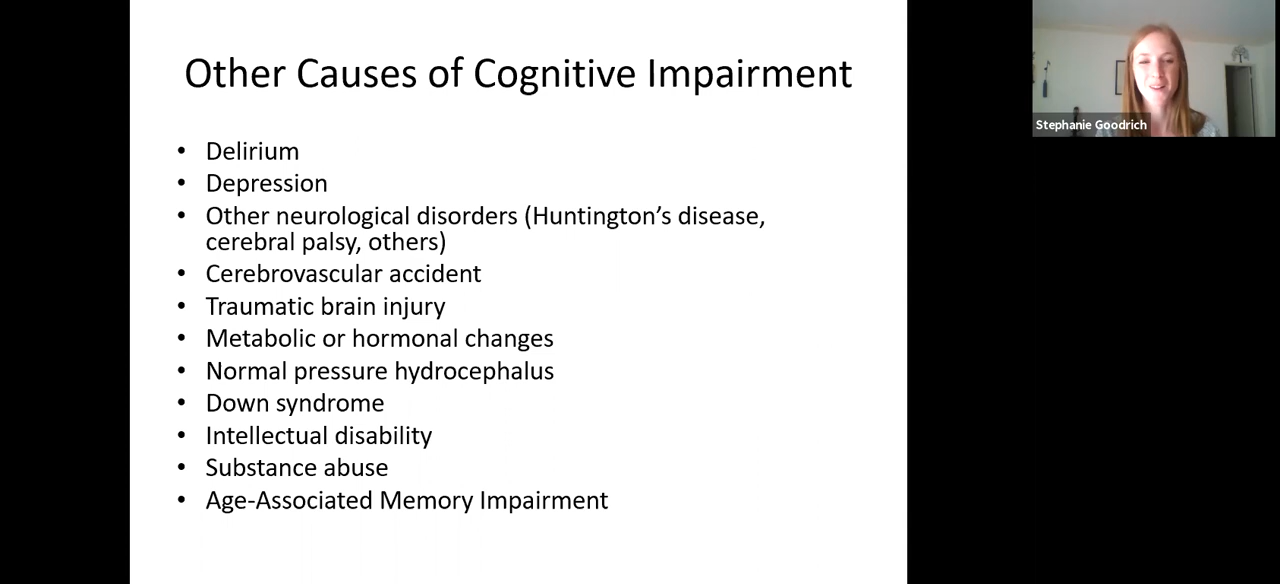 Other Causes of Cognitive Impairment
• Delirium
• Depression
• Other neurological disorders (Huntington’s disease,
cerebral palsy, others)
• Cerebrovascular accident
• Traumatic brain injury
• Metabolic or hormonal changes
• Normal pressure hydrocephalus
• Down syndrome
• Intellectual disability
• Substance abuse
• Age-Associated Memory Impairment
Stephanie Goodrich